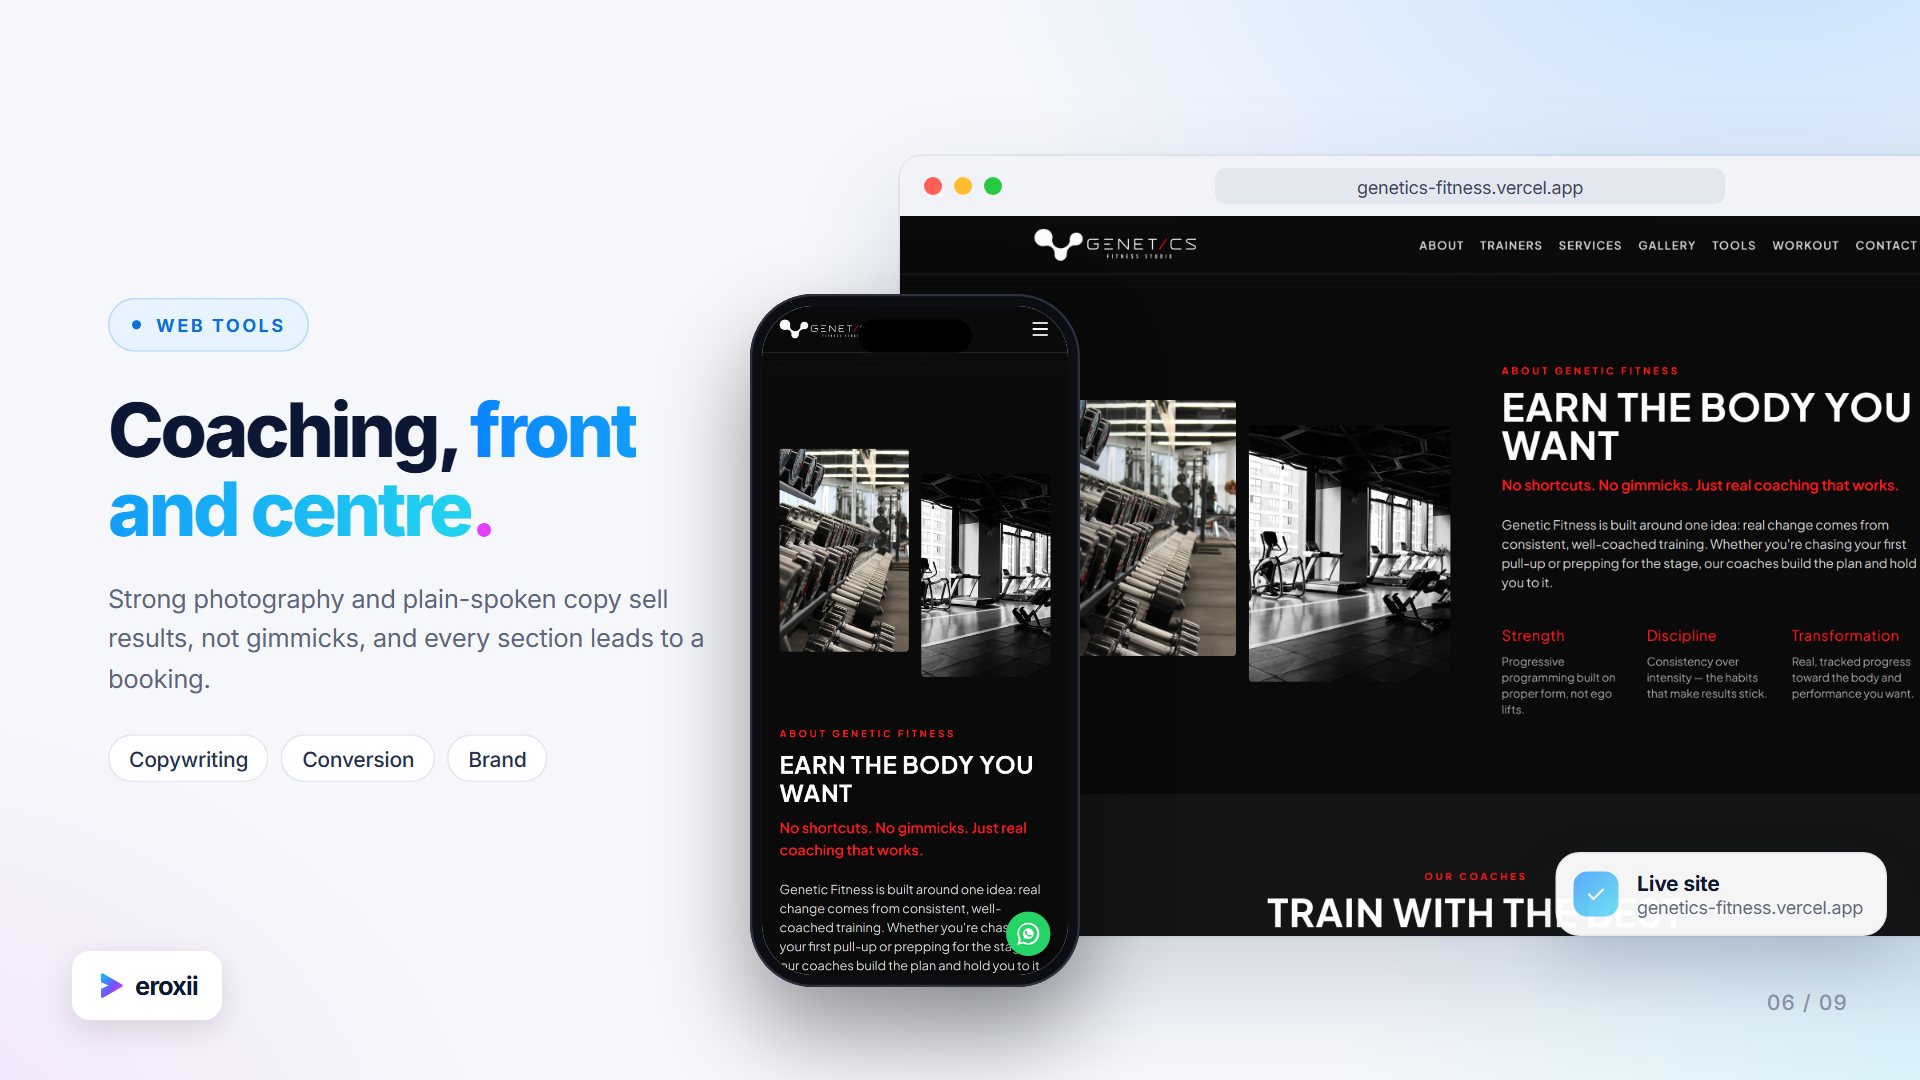 WEB TOOLS
Coaching, front
and centre.
Strong photography and plain-spoken copy sell
results, not gimmicks, and every section leads to a
booking.
Copywriting
Conversion
Brand
eroxii
GENET/
ABOUT GENETIC FITNESS
EARN THE BODY YOU
WANT
No shortcuts. No gimmicks. Just real
coaching that works.
Genetic Fitness is built around one idea: real
change comes from consistent, well-
coached training. Whether you're chas
your first pull-up or prepping for the sta
our coaches build the plan and hold you to it
genetics-fitness.vercel.app
GENET/CS
FITNESS STUDIO
ABOUT TRAINERS SERVICES GALLERY TOOLS WORKOUT CONTACT
ABOUT GENETIC FITNESS
EARN THE BODY YOU
WANT
No shortcuts. No gimmicks. Just real coaching that works.
Genetic Fitness is built around one idea: real change comes from
consistent, well-coached training. Whether you're chasing your first
pull-up or prepping for the stage, our coaches build the plan and hold
you to it.
Strength
Progressive
programming built on
proper form, not ego
lifts.
Discipline
Consistency over
intensity — the habits
that make results stick.
Transformation
Real, tracked progress
toward the body and
performance you want.
OUR COACHES
TRAIN WITH THE BEST
Live site
genetics-fitness.vercel.app
06 / 09